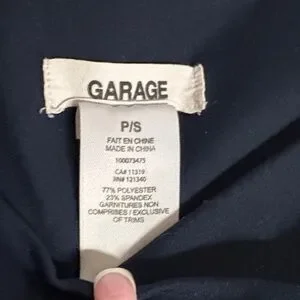 GARAGE
P/S
FAIT EN CHINE
MADE IN CHINA
100073475
CA# 11319
RN# 121340
77% POLYESTER
23% SPANDEX
GARNITURES NON
COMPRISES / EXCLUSIVE
OF TRIMS